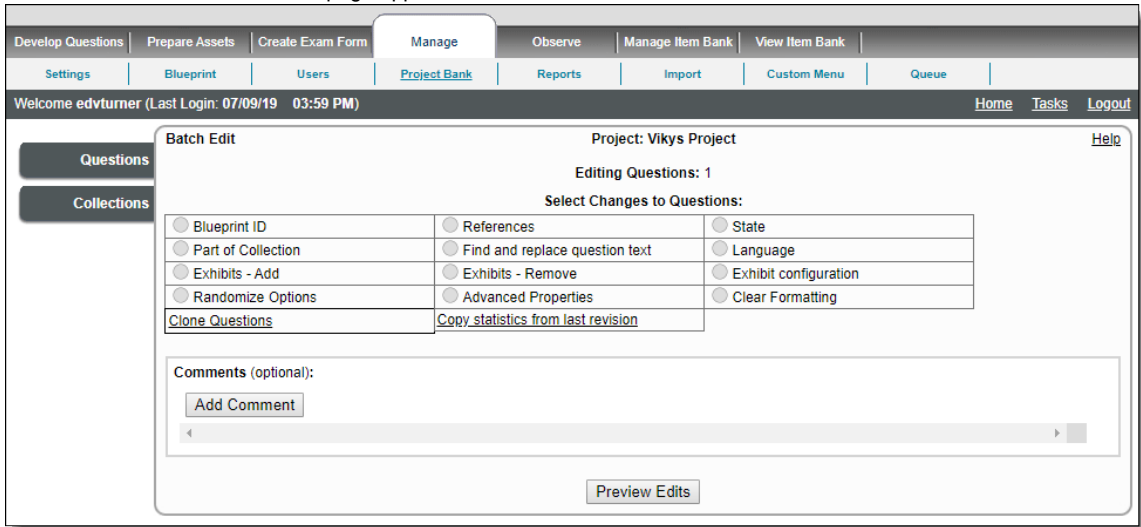 Develop Questions Prepare Assets Create Exam Form Manage Observe Manage Item Bank View Item Bank
Settings Blueprint Users Project Bank Reports Import Custom Menu Queue
Welcome edvturner (Last Login: 07/09/19 03:59 PM) Home Tasks Logout
Questions
Collections
Batch Edit Project: Vikys Project Help
Editing Questions: 1
Select Changes to Questions:
Blueprint ID References State
Part of Collection Find and replace question text Language
Exhibits - Add Exhibits - Remove Exhibit configuration
Randomize Options Advanced Properties Clear Formatting
Clone Questions Copy statistics from last revision
Comments (optional):
Add Comment
Preview Edits